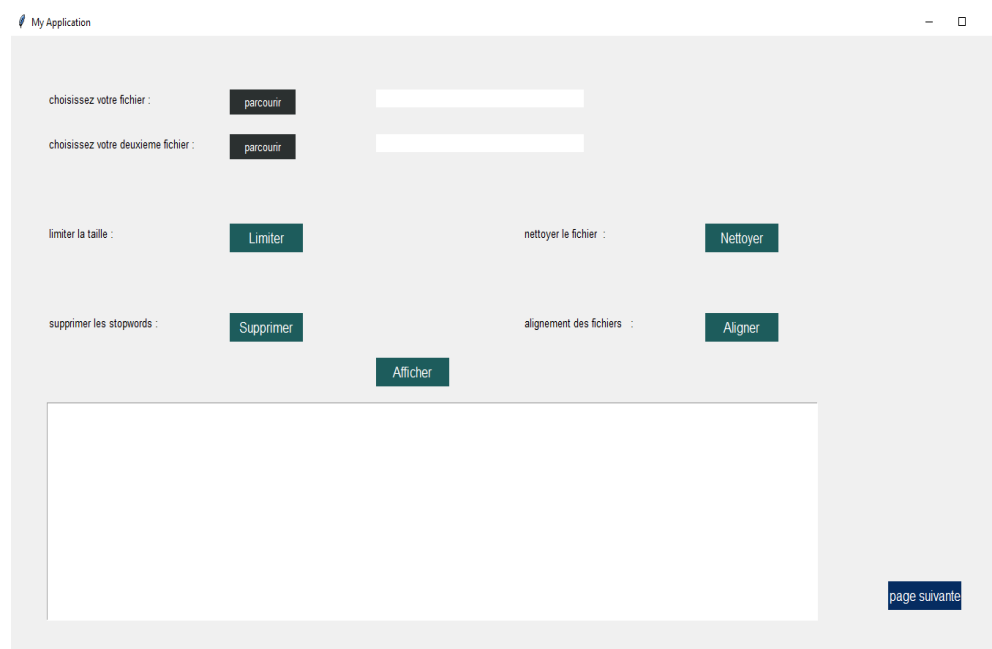 My Application
choisissez votre fichier : parcourir
choisissez votre deuxieme fichier : parcourir
limiter la taille : Limiter nettoyer le fichier : Nettoyer
supprimer les stopwords : Supprimer alignement des fichiers : Aligner
Afficher
page suivante